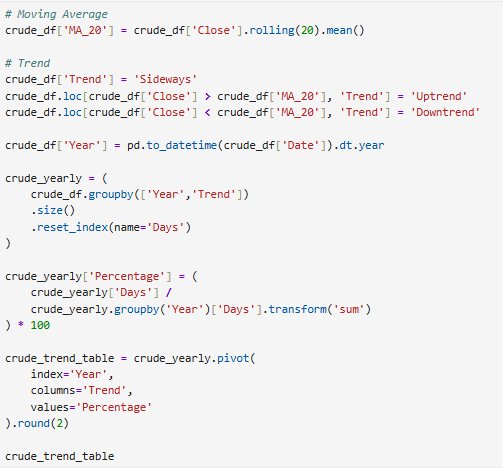 # Moving Average
crude_df['MA_20'] = crude_df['Close'].rolling(20).mean()

# Trend
crude_df['Trend'] = 'Sideways'
crude_df.loc[crude_df['Close'] > crude_df['MA_20'], 'Trend'] = 'Uptrend'
crude_df.loc[crude_df['Close'] < crude_df['MA_20'], 'Trend'] = 'Downtrend'

crude_df['Year'] = pd.to_datetime(crude_df['Date']).dt.year

crude_yearly = (
    crude_df.groupby(['Year','Trend'])
    .size()
    .reset_index(name='Days')
)

crude_yearly['Percentage'] = (
    crude_yearly['Days'] /
    crude_yearly.groupby('Year')['Days'].transform('sum')
) * 100

crude_trend_table = crude_yearly.pivot(
    index='Year',
    columns='Trend',
    values='Percentage'
).round(2)

crude_trend_table